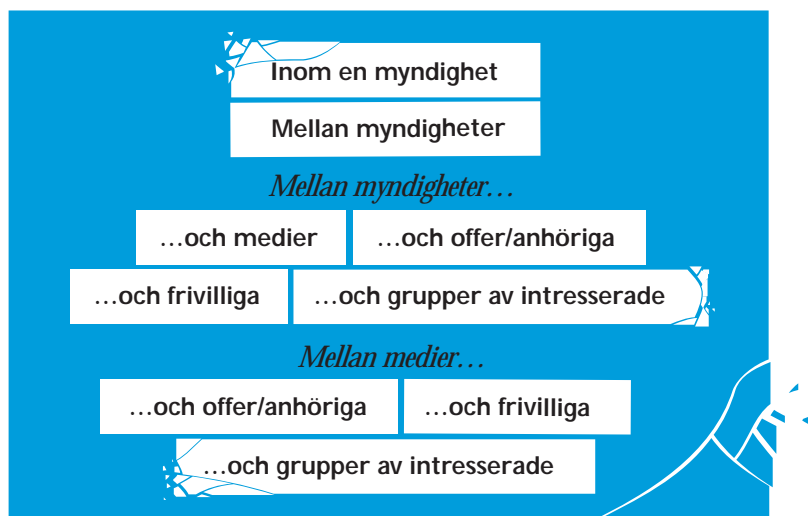 Inom en myndighet
Mellan myndigheter
Mellan myndigheter…
…och medier …och offer/anhöriga
…och frivilliga …och grupper av intresserade
Mellan medier…
…och offer/anhöriga …och frivilliga
…och grupper av intresserade